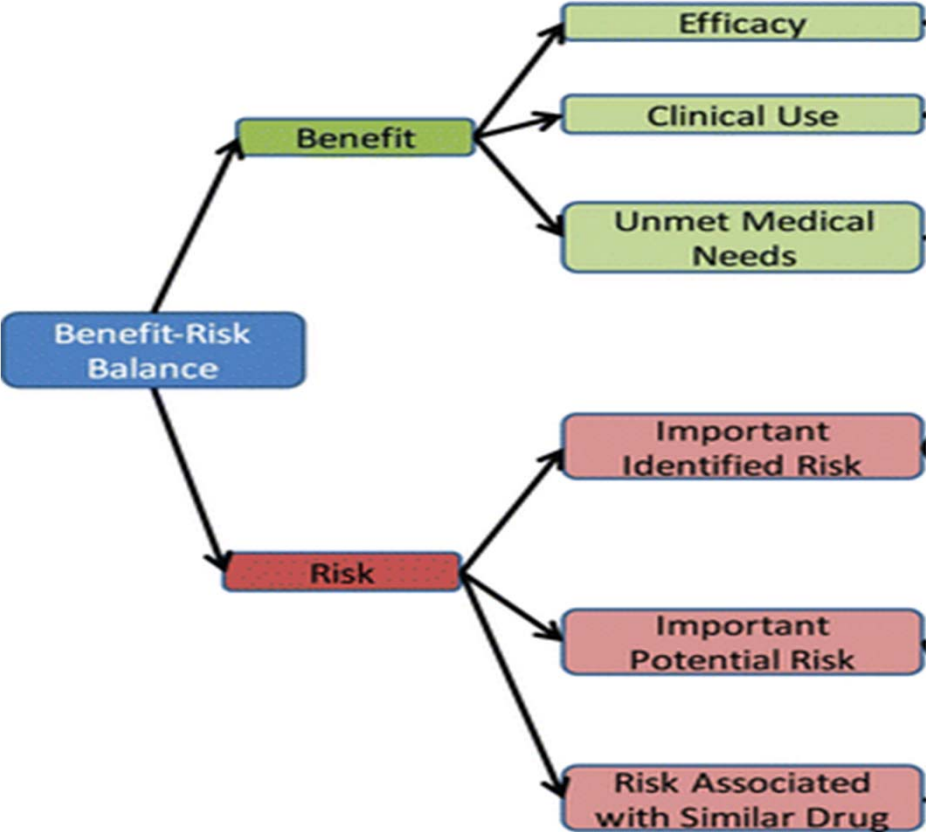 Efficacy
Clinical Use
Benefit
Unmet Medical
Needs
Benefit-Risk
Balance
Important
Identified Risk
Risk
Important
Potential Risk
Risk Associated
with Similar Drug